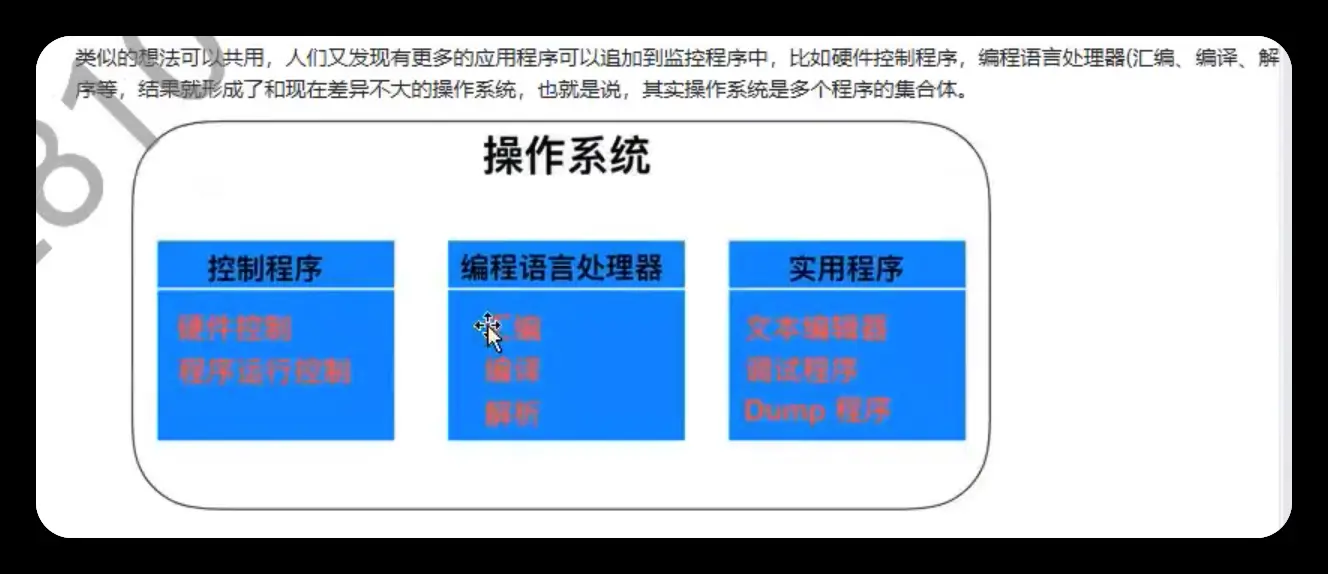 类似的想法可以共用，人们又发现有更多的应用程序可以追加到监控程序中，比如硬件控制程序，编程语言处理器(汇编、编译、解
序等，结果就形成了和现在差异不大的操作系统，也就是说，其实操作系统是多个程序的集合体。
操作系统
控制程序
硬件控制
程序运行控制
编程语言处理器
汇编
编译
解析
实用程序
文本编辑器
调试程序
Dump 程序
810